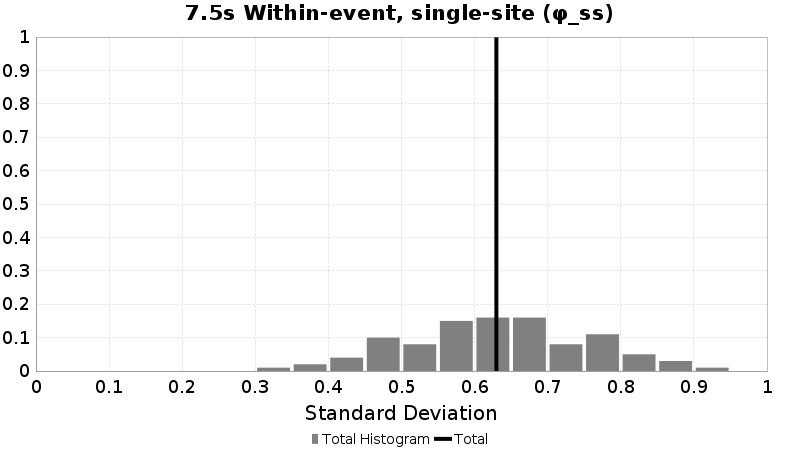 7.5s Within-event, single-site (φ_ss)
1
0.9
0.8
0.7
0.6
0.5
0.4
0.3
0.2
0.1
0
0 0.1 0.2 0.3 0.4 0.5 0.6 0.7 0.8 0.9 1
Standard Deviation
Total Histogram Total